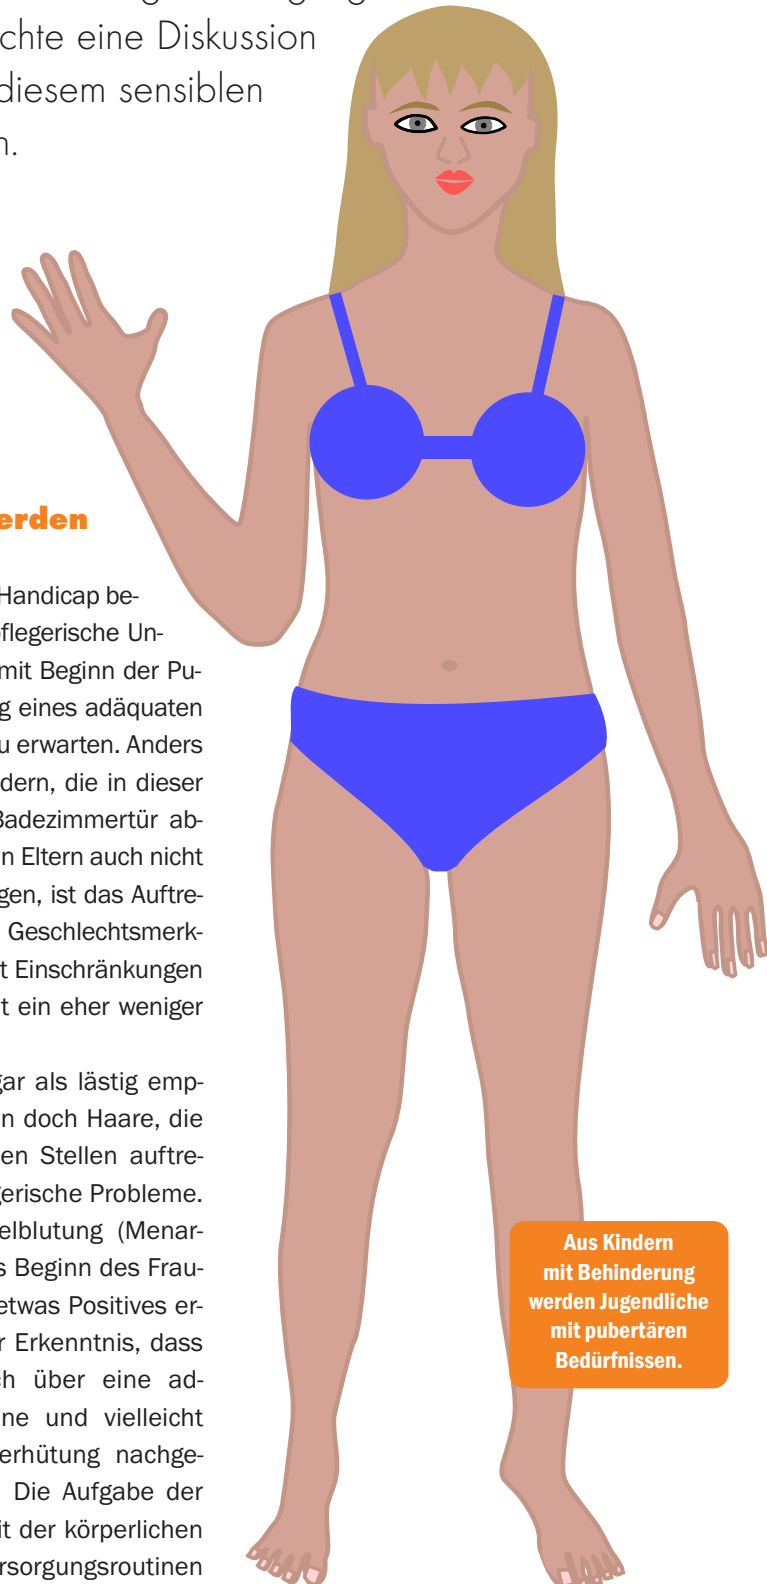 chte eine Diskussion
diesem sensiblen
n.
erden
Handicap be-
pflegerische Un-
mit Beginn der Pu-
g eines adäquaten
u erwarten. Anders
dern, die in dieser
Badezimmertür ab-
n Eltern auch nicht
gen, ist das Auftre-
Geschlechtsmerk-
t Einschränkungen
t ein eher weniger
gar als lästig emp-
n doch Haare, die
en Stellen auftre-
gerische Probleme.
elblutung (Menar-
s Beginn des Frau-
etwas Positives er-
r Erkenntnis, dass
ch über eine ad-
ne und vielleicht
erhütung nachge-
Die Aufgabe der
it der körperlichen
ersorgungsroutinen
Aus Kindern
mit Behinderung
werden Jugendliche
mit pubertären
Bedürfnissen.